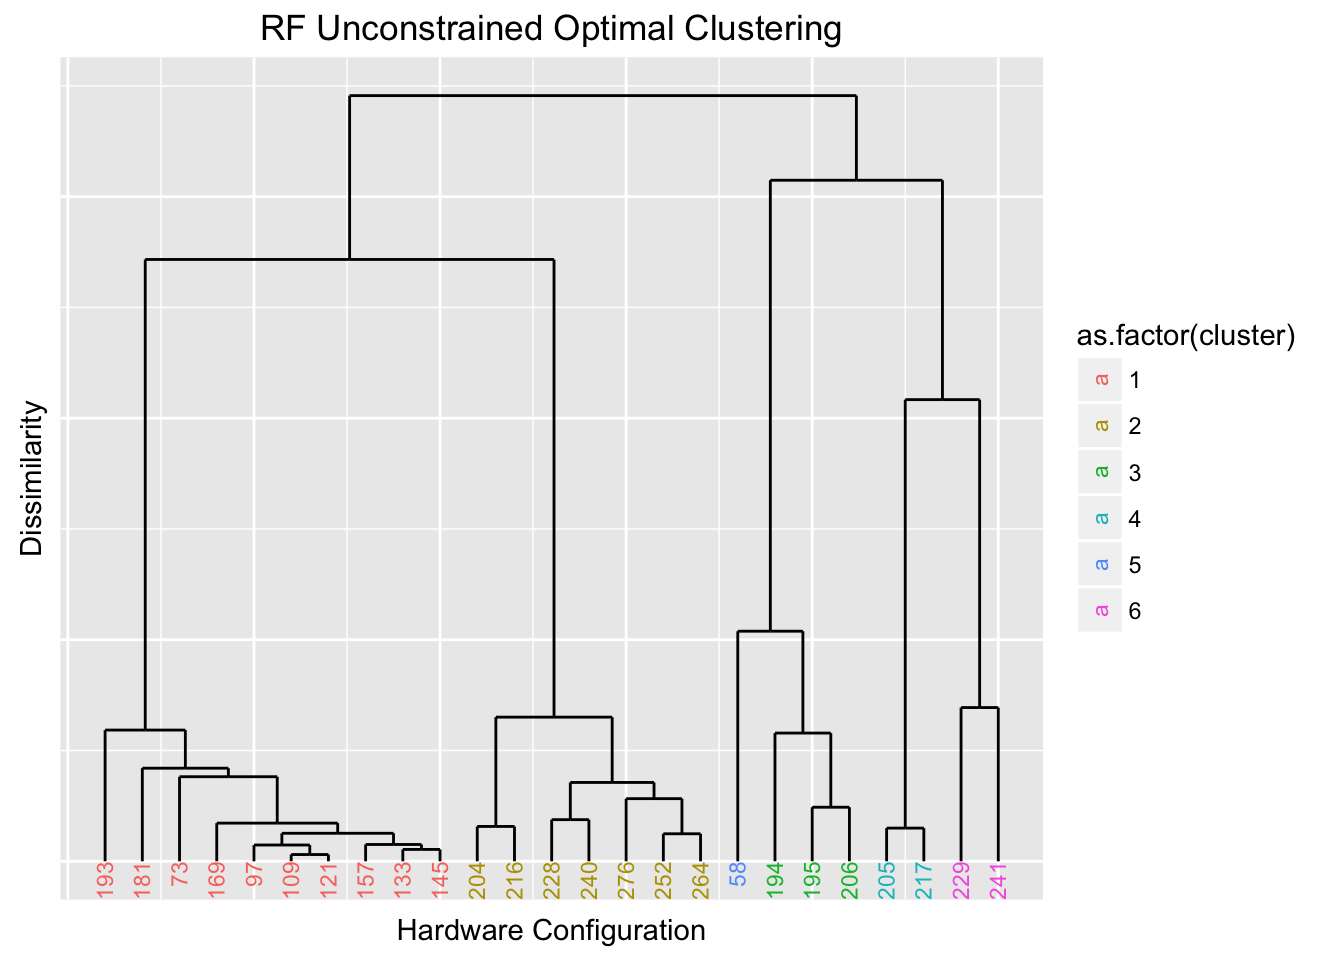 RF Unconstrained Optimal Clustering
Dissimilarity
193 181 73 169 97 109 121 157 133 145 204 216 228 240 276 252 264 58 194 195 206 205 217 229 241
Hardware Configuration
as.factor(cluster)
a 1
a 2
a 3
a 4
a 5
a 6